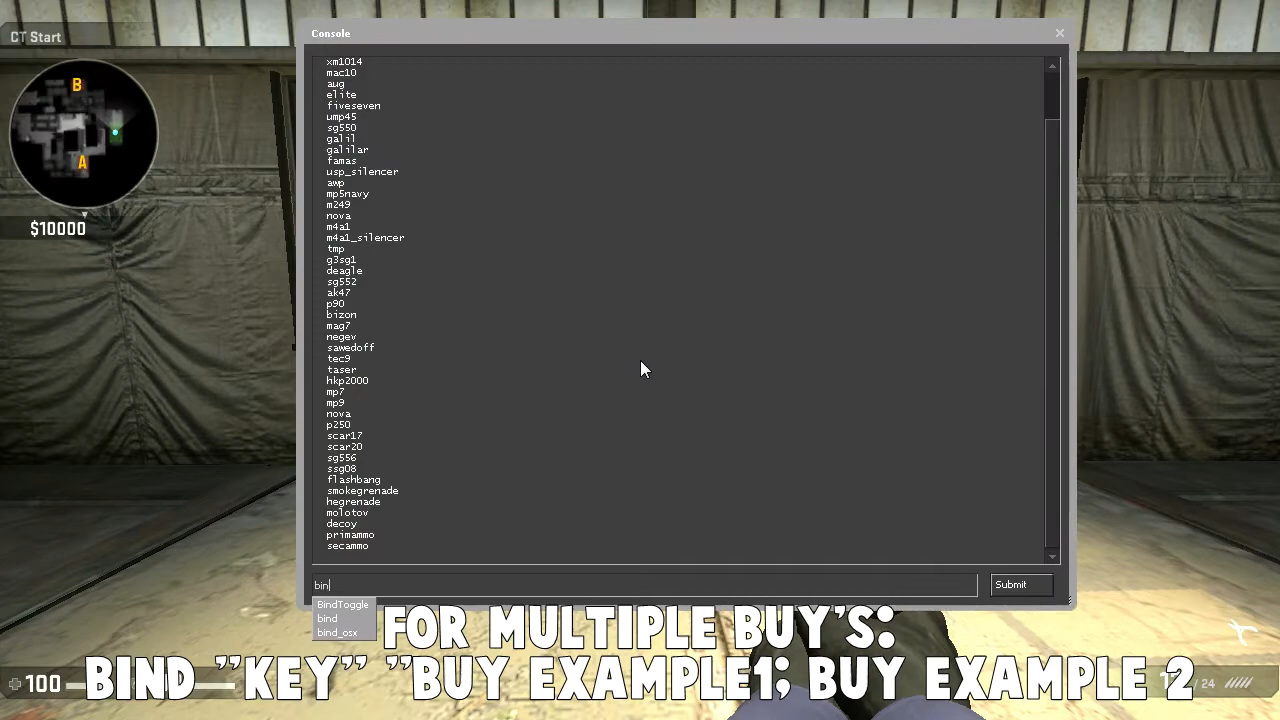 Console
CT Start
B
A
$10000
xm1014
mac10
aug
elite
fiveseven
ump45
sg550
galil
galilar
famas
usp_silencer
awp
mp5navy
m249
nova
m4a1
m4a1_silencer
tmp
g3sg1
deagle
sg552
ak47
p90
bizon
mag7
negev
sawedoff
tec9
taser
hkp2000
mp7
mp9
nova
p250
scar17
scar20
sg556
ssg08
flashbang
smokegrenade
hegrenade
molotov
decoy
primammo
secammo
bin
Submit
BindToggle
bind
bind_osx
FOR MULTIPLE BUY'S:
BIND "KEY" "BUY EXAMPLE1; BUY EXAMPLE 2
100
/ 24